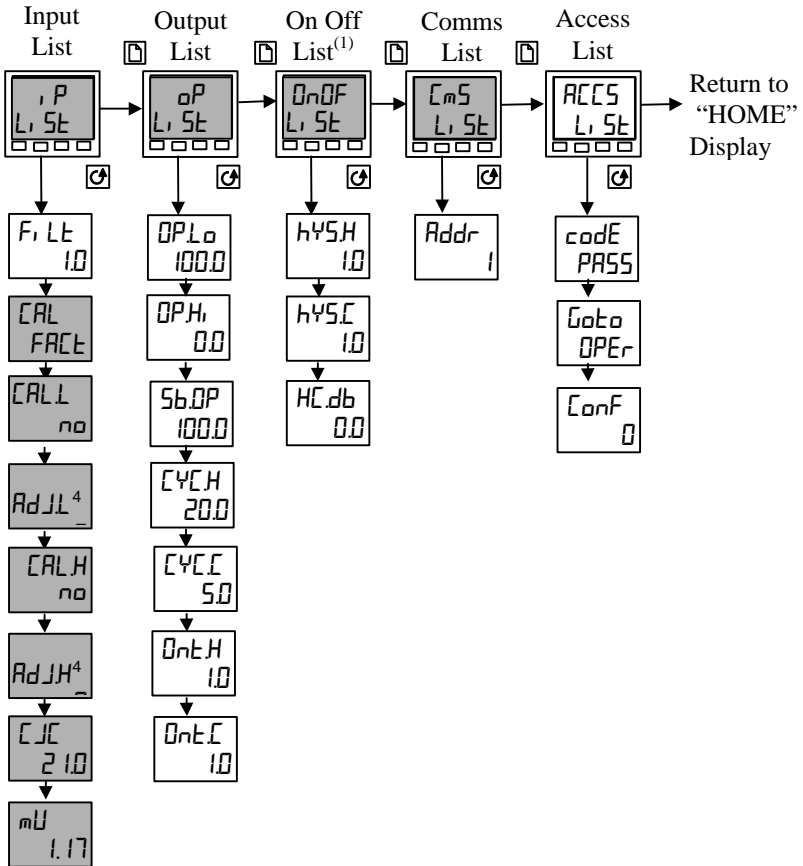 Input List
Output List
On Off List(1)
Comms List
Access List
iP LiSt
oP LiSt
OnOF LiSt
CmS LiSt
ACCS LiSt
Return to
“HOME”
Display
FiLt
1.0
CAL
FACt
CAL.L
no
AdJ.L 4
CAL.H
no
AdJ.H 4
CJC
21.0
mV
1.17
OP.Lo
100.0
OP.Hi
0.0
Sb.OP
100.0
CYC.H
20.0
CYC.C
5.0
Ont.H
1.0
Ont.C
1.0
hYS.H
1.0
hYS.C
1.0
HC.db
0.0
Addr
1
codE
PASS
Goto
OPEr
ConF
0